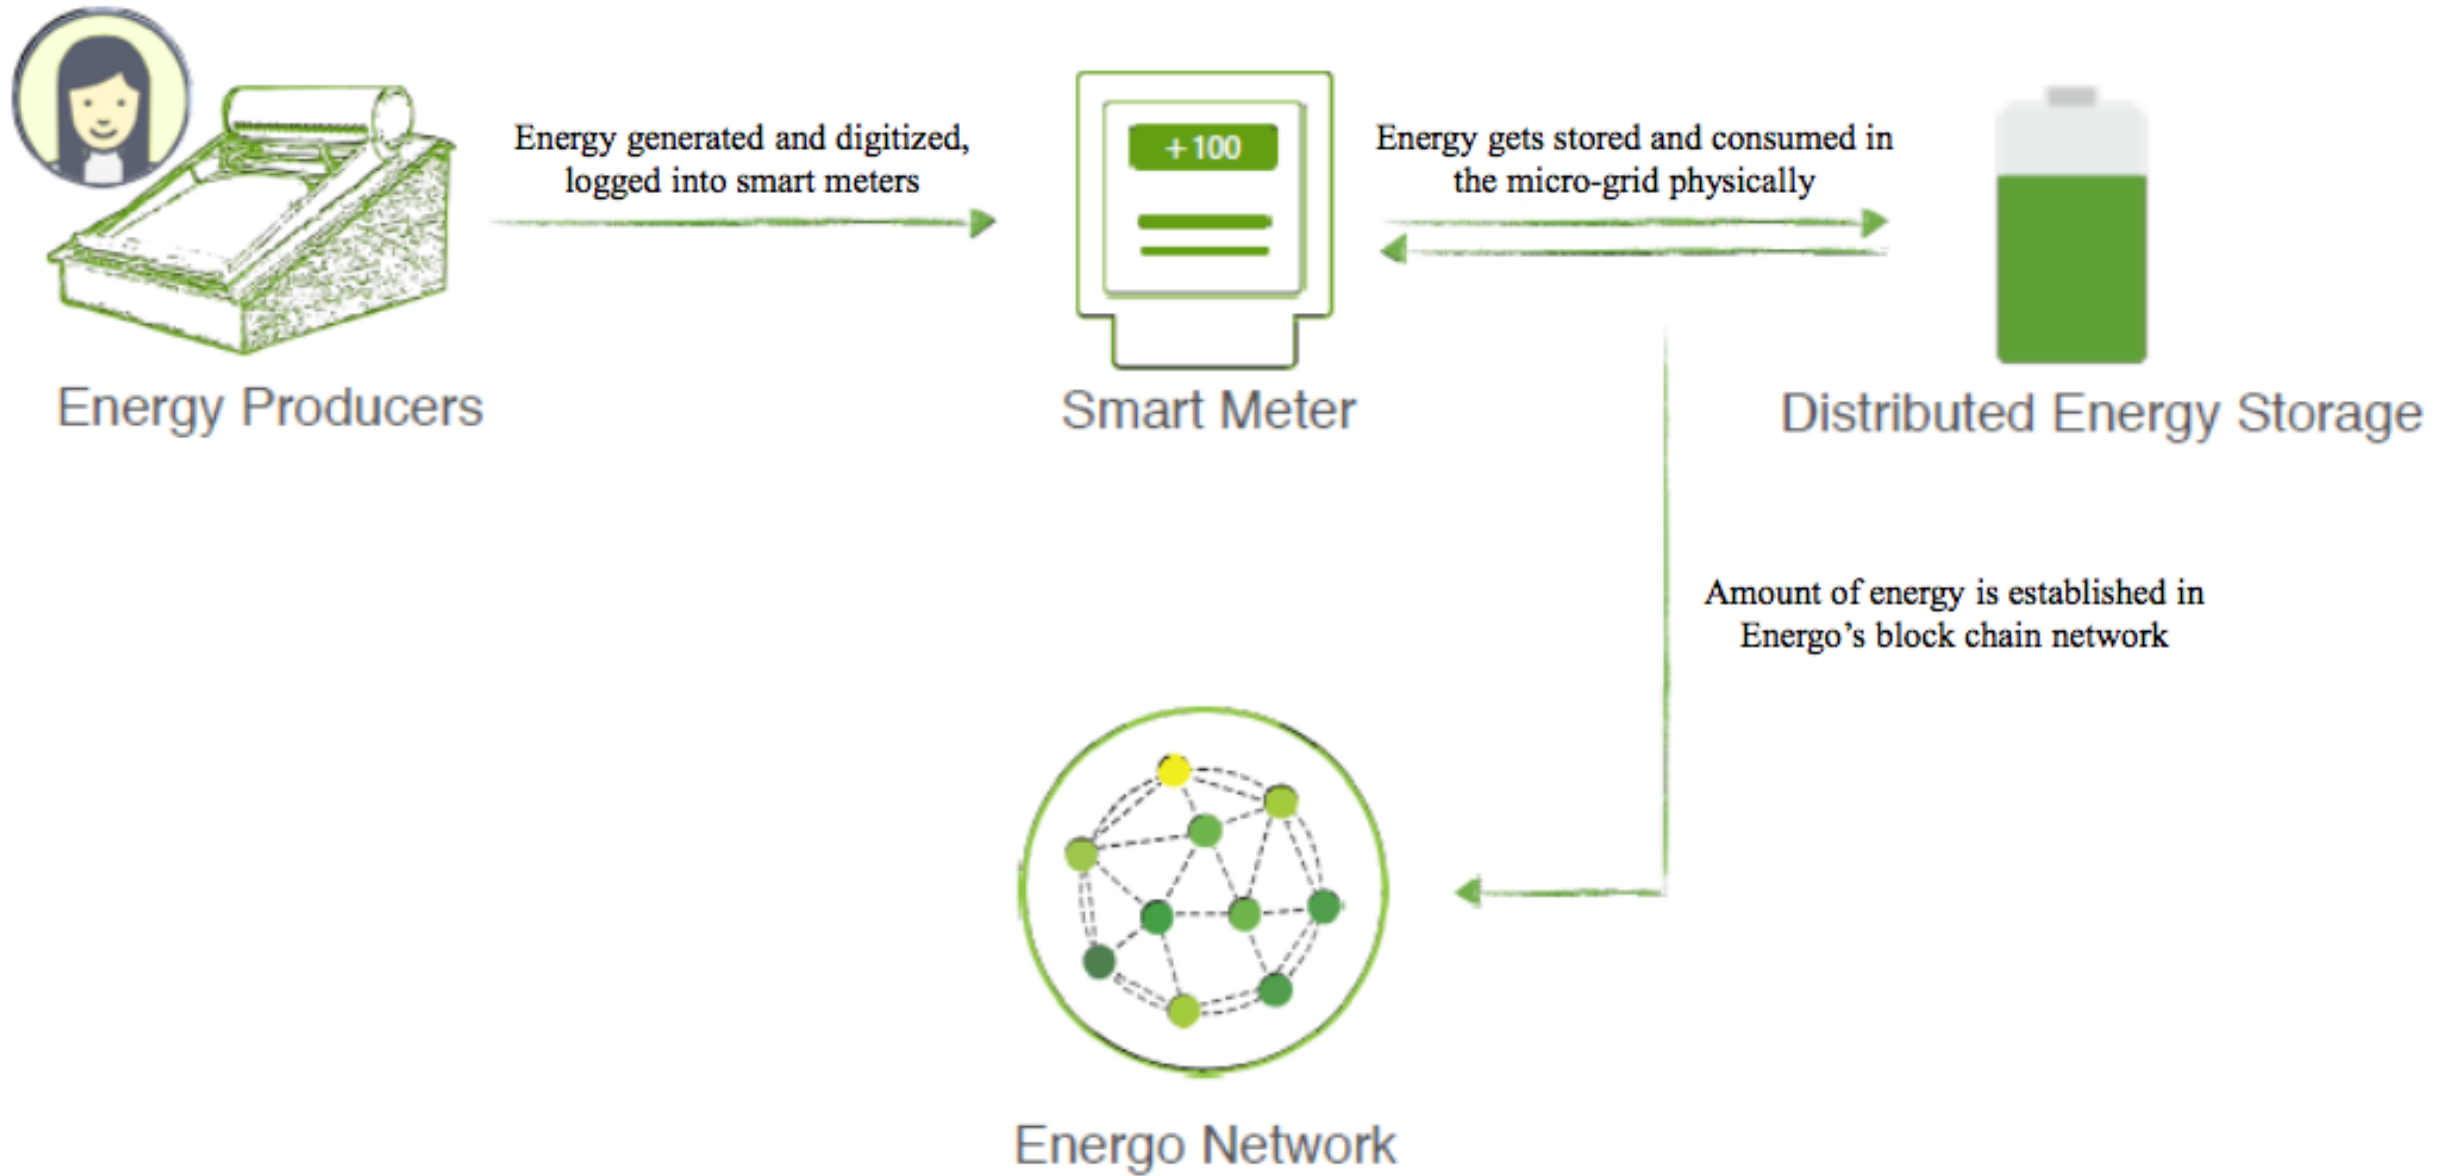 Energy generated and digitized,
logged into smart meters
+100
Energy gets stored and consumed in
the micro-grid physically
Energy Producers
Smart Meter
Distributed Energy Storage
Amount of energy is established in
Energo’s block chain network
Energo Network